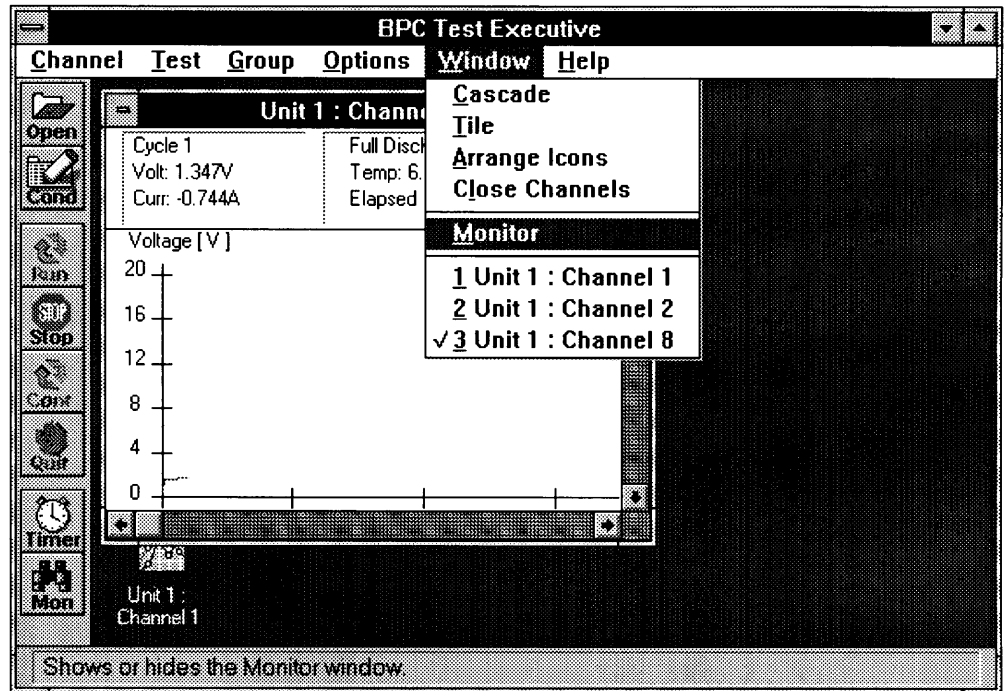 BPC Test Executive
Channel Test Group Options Window Help
Cascade
Tile
Arrange Icons
Close Channels
Monitor
1 Unit 1 : Channel 1
2 Unit 1 : Channel 2
√ 3 Unit 1 : Channel 8
Open
Cond
Run
Stop
Cont
Quit
Timer
Mon
Unit 1 : Chann
Cycle 1
Volt: 1.347V
Curr: -0.744A
Full Disch
Temp: 6.
Elapsed
Voltage [ V ]
20
16
12
8
4
0
Unit 1 :
Channel 1
Shows or hides the Monitor window.